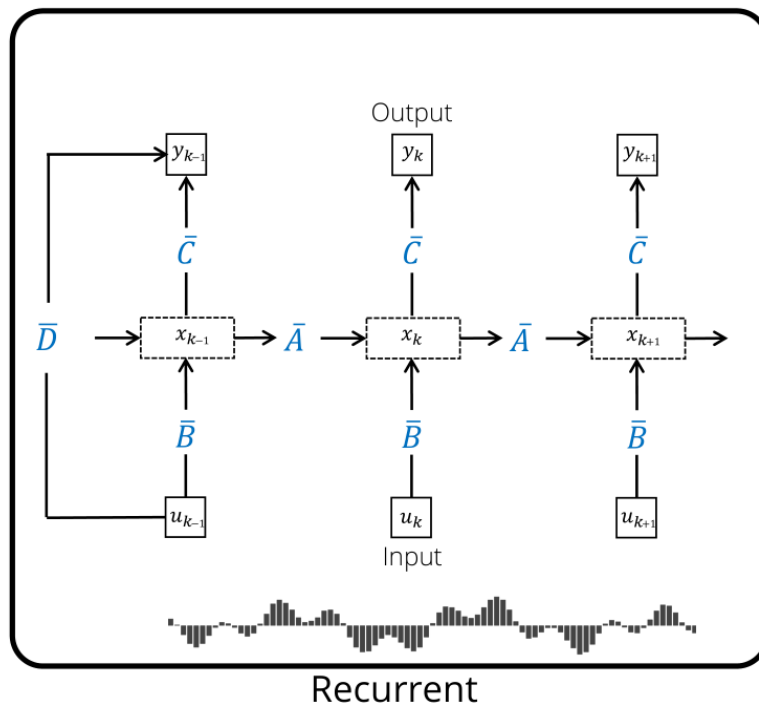 Output
y_{k-1} y_k y_{k+1}
C̄ C̄ C̄
D̄ x_{k-1} Ā x_k Ā x_{k+1}
B̄ B̄ B̄
u_{k-1} u_k u_{k+1}
Input
Recurrent